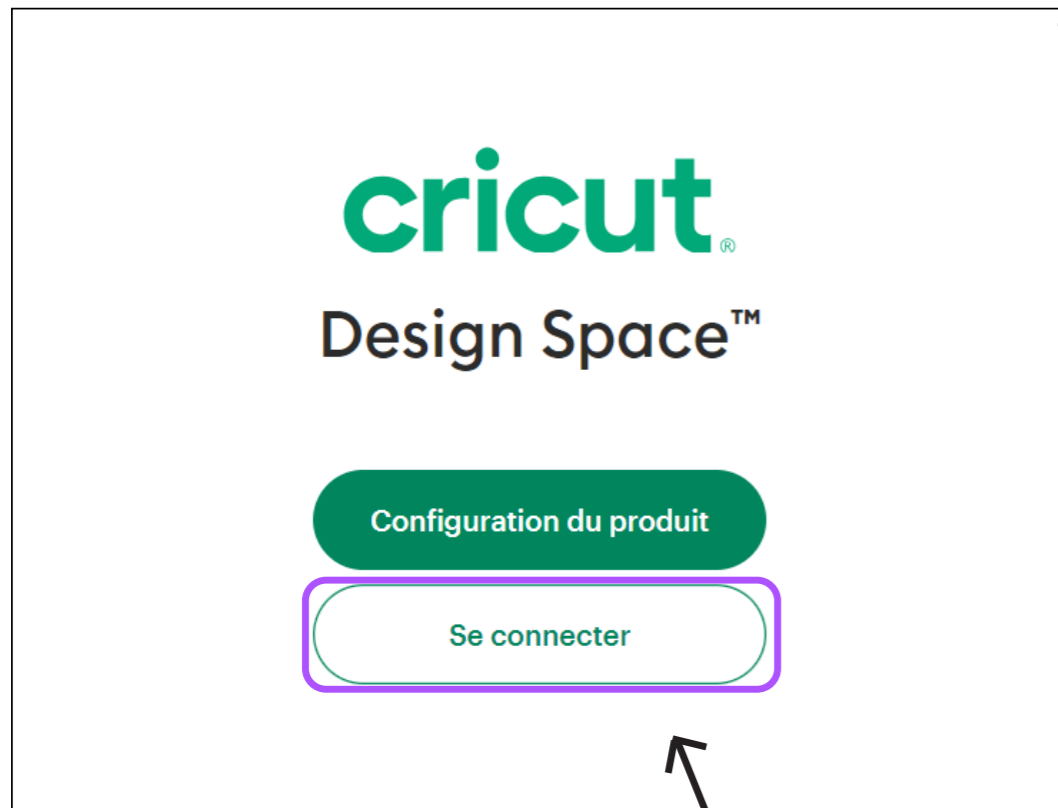 cricut®
Design Space™
Configuration du produit
Se connecter